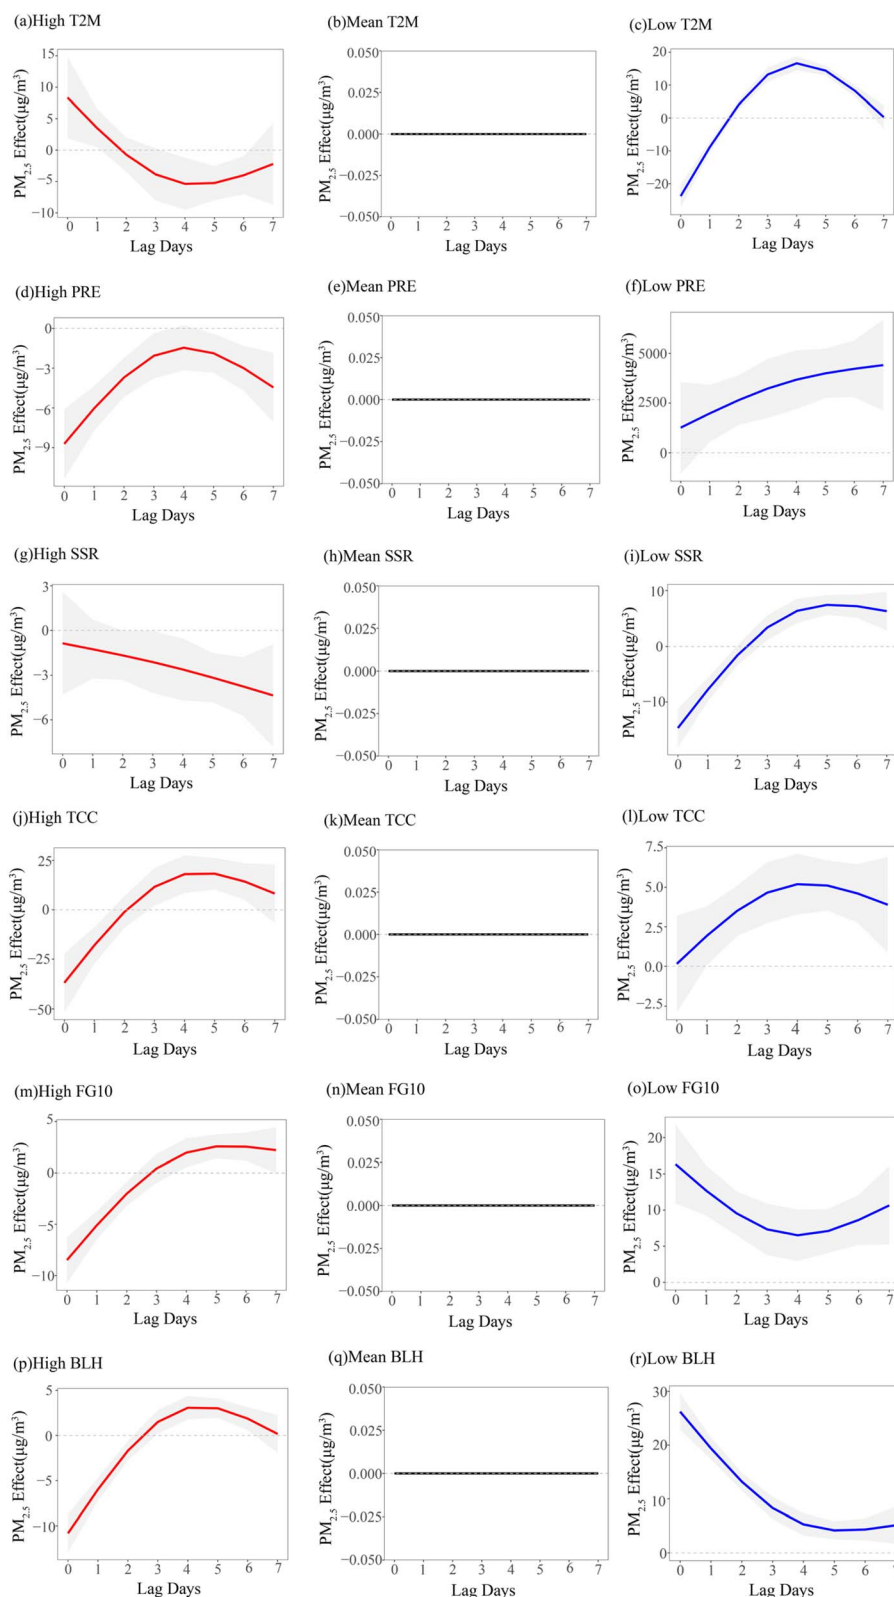 (a)High T2M
(b)Mean T2M
(c)Low T2M
PM2.5 Effect(μg/m³)
15
10
5
0
−5
−10
0 1 2 3 4 5 6 7
Lag Days
PM2.5 Effect(μg/m³)
0.050
0.025
0.000
−0.025
−0.050
0 1 2 3 4 5 6 7
Lag Days
PM2.5 Effect(μg/m³)
20
10
0
−10
−20
0 1 2 3 4 5 6 7
Lag Days
(d)High PRE
(e)Mean PRE
(f)Low PRE
PM2.5 Effect(μg/m³)
0
−3
−6
−9
0 1 2 3 4 5 6 7
Lag Days
PM2.5 Effect(μg/m³)
0.050
0.025
0.000
−0.025
−0.050
0 1 2 3 4 5 6 7
Lag Days
PM2.5 Effect(μg/m³)
5000
2500
0
0 1 2 3 4 5 6 7
Lag Days
(g)High SSR
(h)Mean SSR
(i)Low SSR
PM2.5 Effect(μg/m³)
3
0
−3
−6
0 1 2 3 4 5 6 7
Lag Days
PM2.5 Effect(μg/m³)
0.050
0.025
0.000
−0.025
−0.050
0 1 2 3 4 5 6 7
Lag Days
PM2.5 Effect(μg/m³)
10
0
−10
0 1 2 3 4 5 6 7
Lag Days
(j)High TCC
(k)Mean TCC
(l)Low TCC
PM2.5 Effect(μg/m³)
25
0
−25
−50
0 1 2 3 4 5 6 7
Lag Days
PM2.5 Effect(μg/m³)
0.050
0.025
0.000
−0.025
−0.050
0 1 2 3 4 5 6 7
Lag Days
PM2.5 Effect(μg/m³)
7.5
5.0
2.5
0.0
−2.5
0 1 2 3 4 5 6 7
Lag Days
(m)High FG10
(n)Mean FG10
(o)Low FG10
PM2.5 Effect(μg/m³)
5
0
−5
−10
0 1 2 3 4 5 6 7
Lag Days
PM2.5 Effect(μg/m³)
0.050
0.025
0.000
−0.025
−0.050
0 1 2 3 4 5 6 7
Lag Days
PM2.5 Effect(μg/m³)
20
15
10
5
0
0 1 2 3 4 5 6 7
Lag Days
(p)High BLH
(q)Mean BLH
(r)Low BLH
PM2.5 Effect(μg/m³)
5
0
−5
−10
0 1 2 3 4 5 6 7
Lag Days
PM2.5 Effect(μg/m³)
0.050
0.025
0.000
−0.025
−0.050
0 1 2 3 4 5 6 7
Lag Days
PM2.5 Effect(μg/m³)
30
20
10
0
0 1 2 3 4 5 6 7
Lag Days